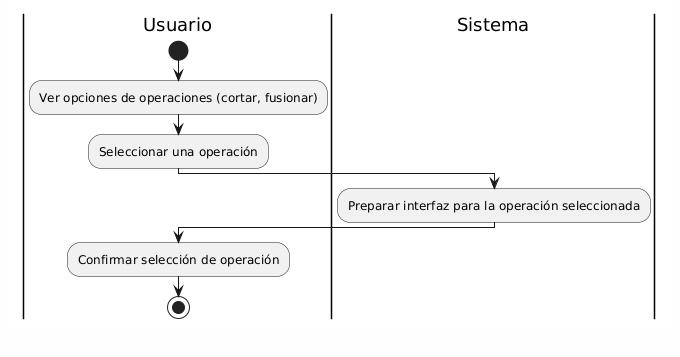 Usuario
Sistema
Ver opciones de operaciones (cortar, fusionar)
Seleccionar una operación
Preparar interfaz para la operación seleccionada
Confirmar selección de operación